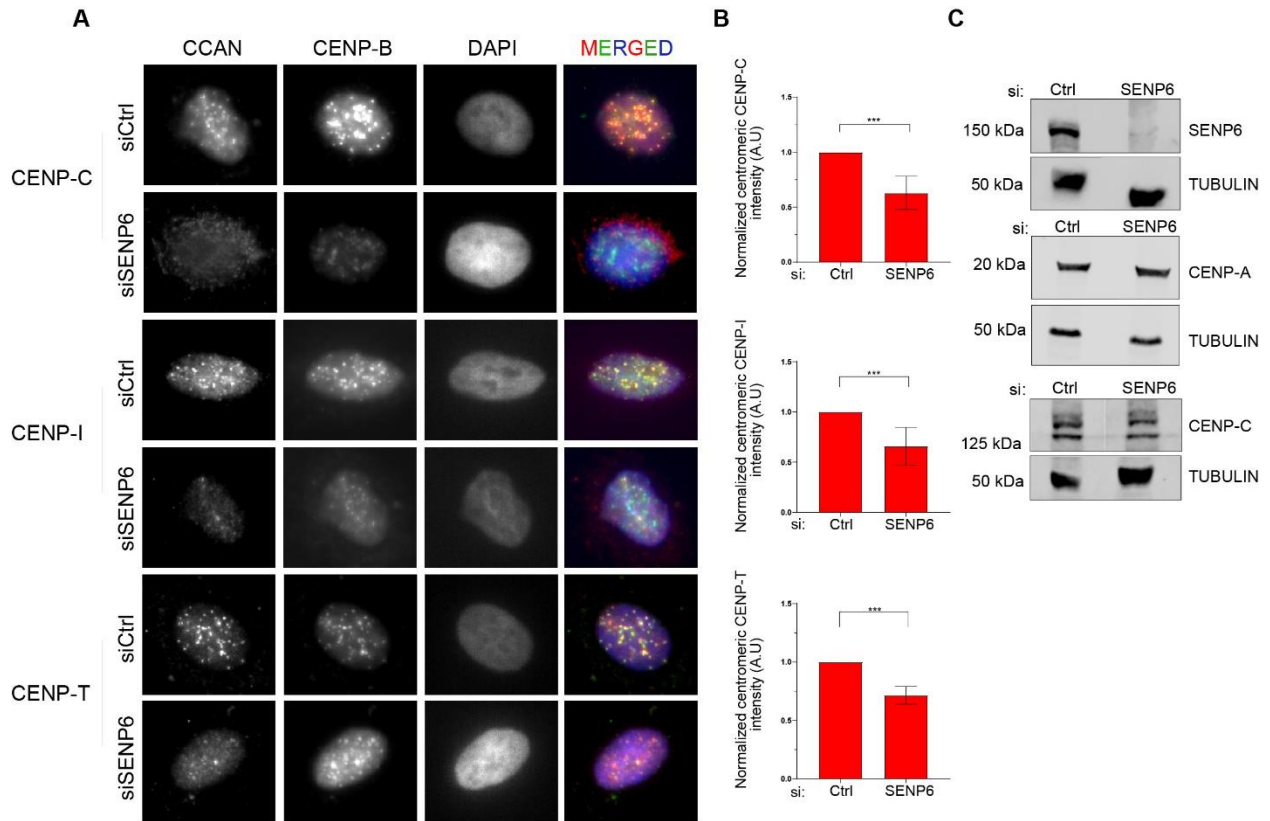 A
CCAN CENP-B DAPI MERGED
CENP-C
siCtrl
siSENP6
CENP-I
siCtrl
siSENP6
CENP-T
siCtrl
siSENP6
B
Normalized centromeric CENP-C
intensity (A.U)
1.5
1.0
0.5
0.0
***
si: Ctrl SENP6
Normalized centromeric CENP-I
intensity (A.U)
1.5
1.0
0.5
0.0
***
si: Ctrl SENP6
Normalized centromeric CENP-T
intensity (A.U)
1.5
1.0
0.5
0.0
***
si: Ctrl SENP6
C
si: Ctrl SENP6
150 kDa SENP6
50 kDa TUBULIN
si: Ctrl SENP6
20 kDa CENP-A
50 kDa TUBULIN
si: Ctrl SENP6
125 kDa CENP-C
50 kDa TUBULIN